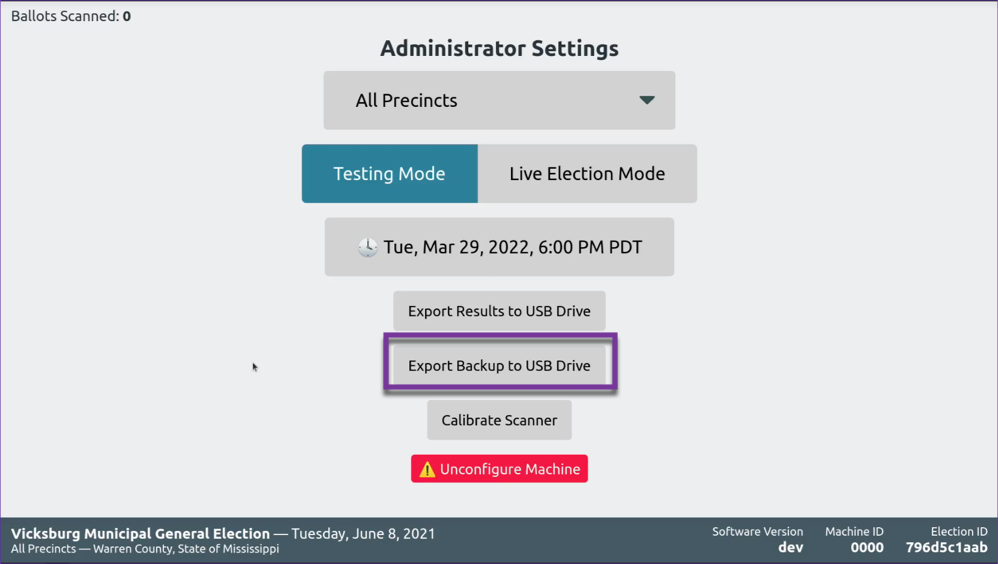 Ballots Scanned: 0
Administrator Settings
All Precincts
Testing Mode
Live Election Mode
Tue, Mar 29, 2022, 6:00 PM PDT
Export Results to USB Drive
Export Backup to USB Drive
Calibrate Scanner
Unconfigure Machine
Vicksburg Municipal General Election — Tuesday, June 8, 2021
All Precincts — Warren County, State of Mississippi
Software Version
dev
Machine ID
0000
Election ID
796d5c1aab